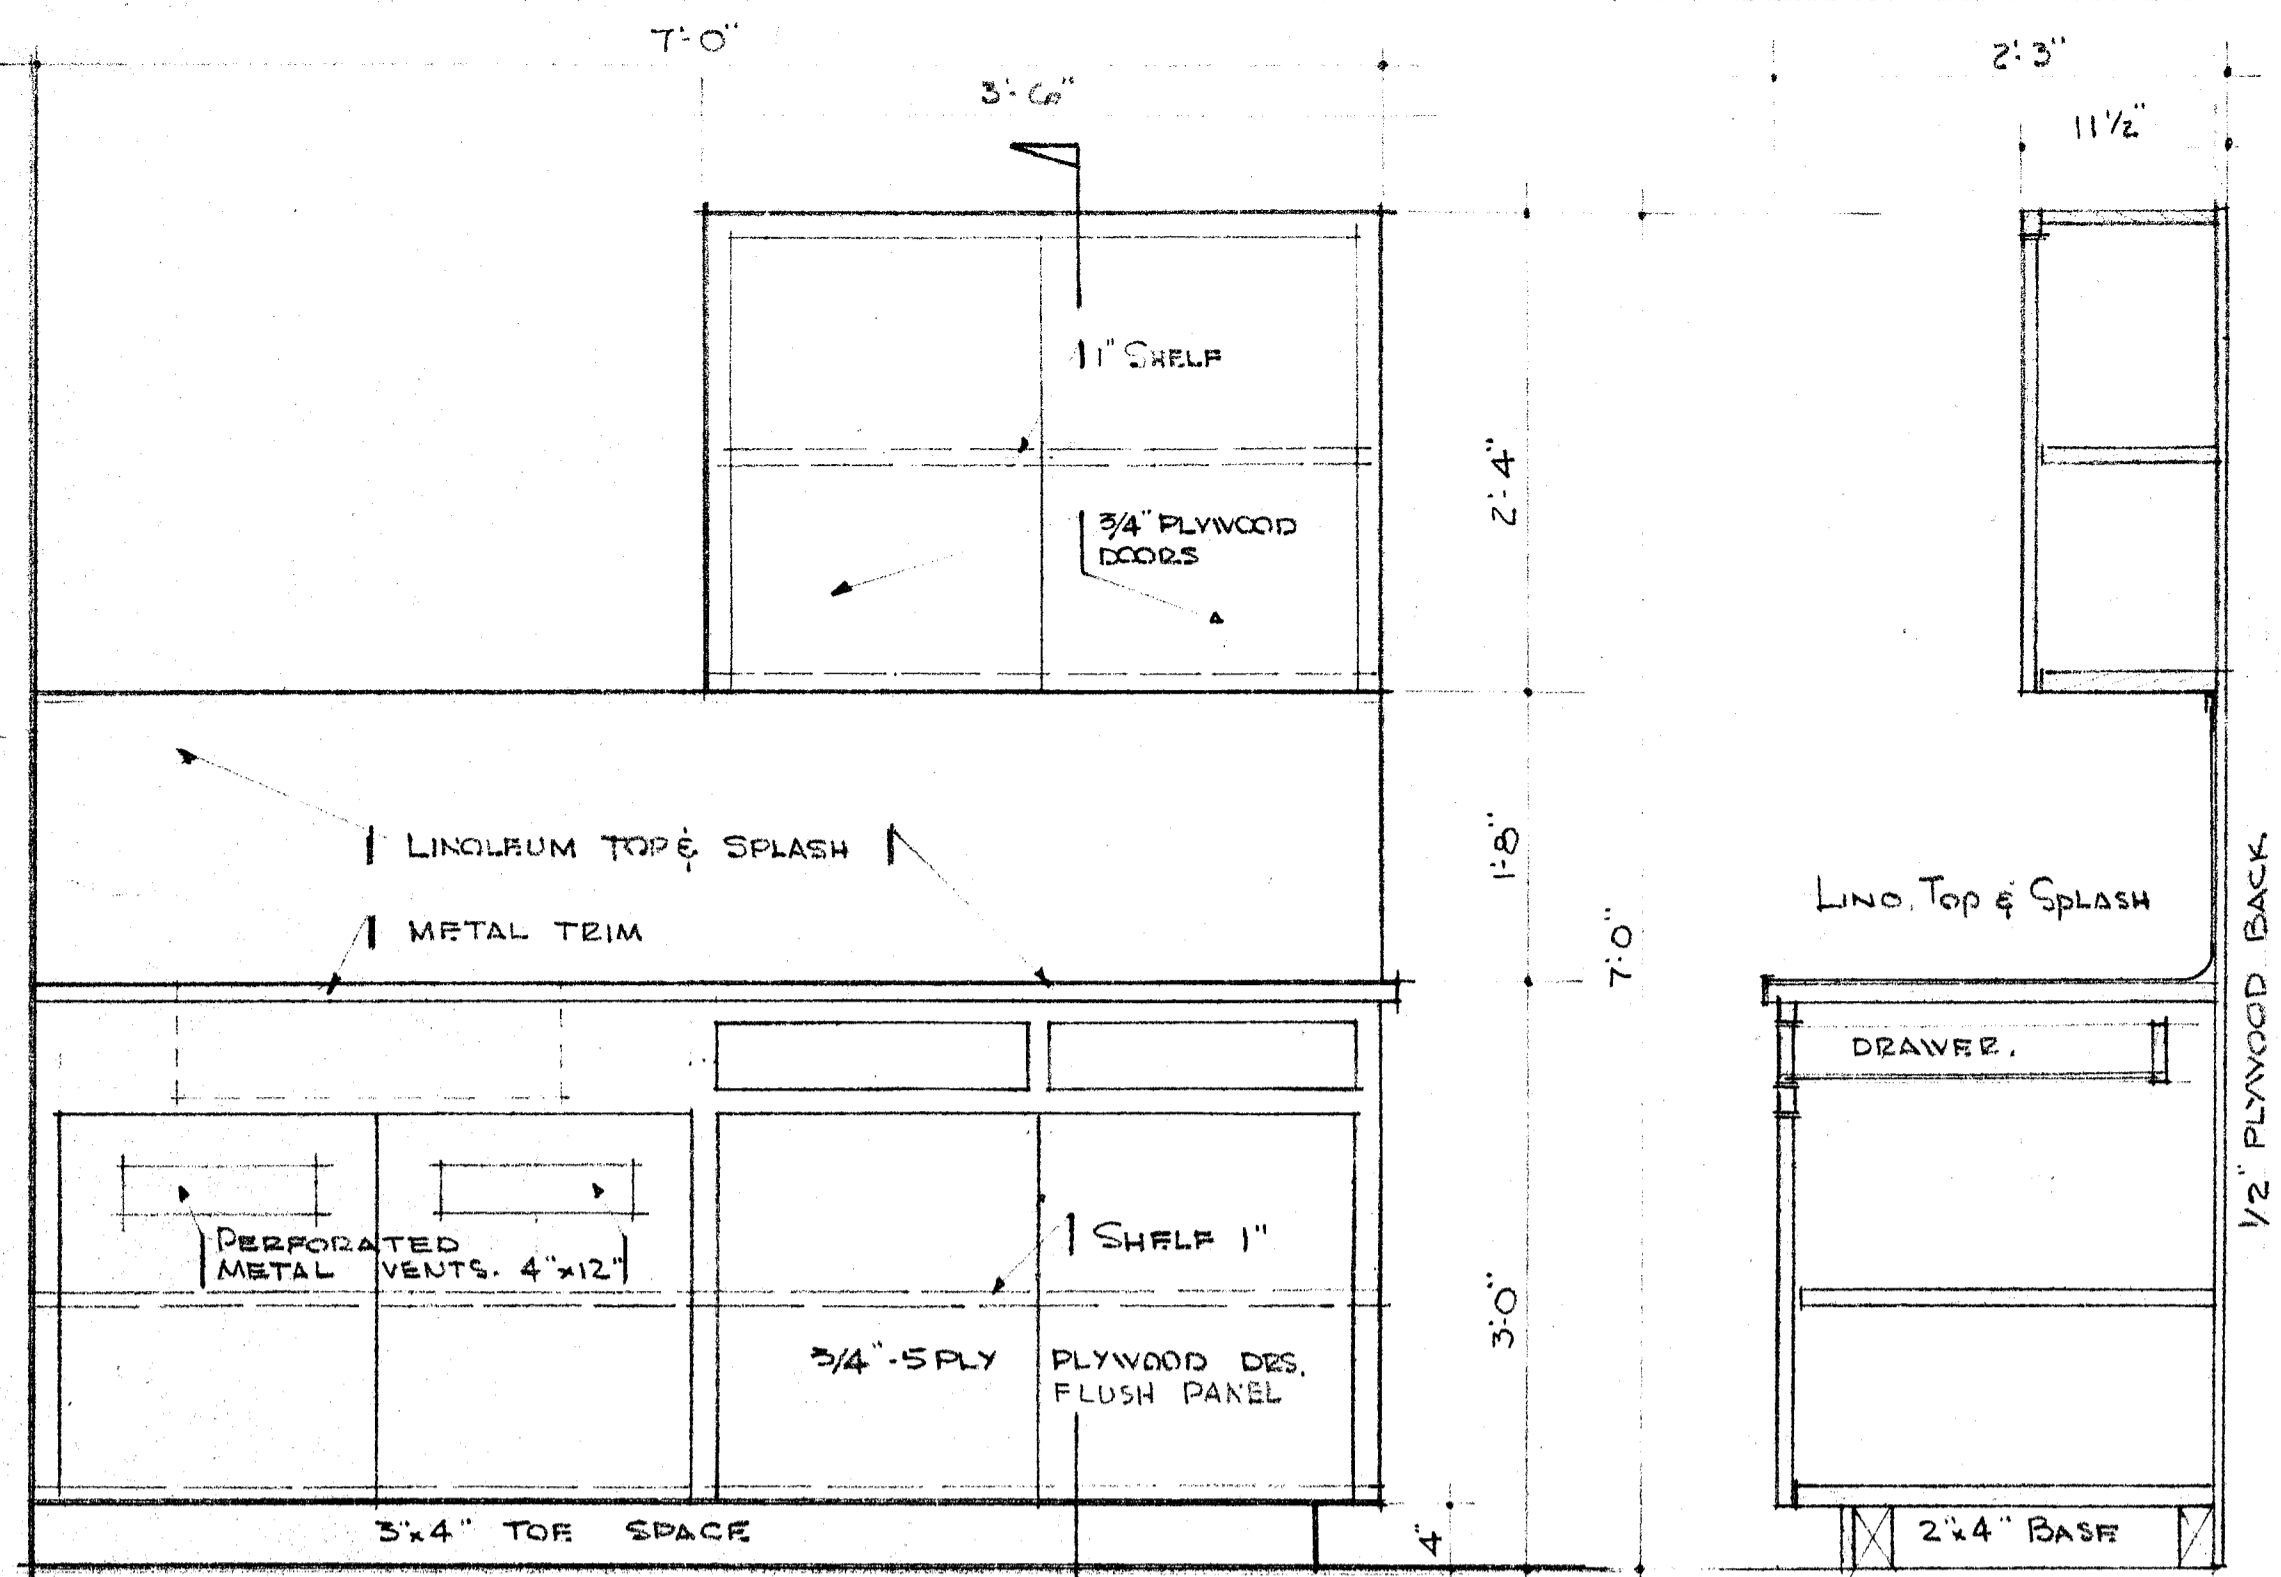 7'-0"
2'-3"
3'-6"
11 1/2"
1" SHELF
2'-4"
3/4" PLYWOOD
DOORS
LINOLEUM TOP & SPLASH
1'-8"
LINO. TOP & SPLASH
METAL TRIM
7'-0"
1/2" PLYWOOD BACK
DRAWER.
PERFORATED
METAL VENTS. 4"x12"
SHELF 1"
3'-0"
3/4"-5 PLY PLYWOOD DRS.
FLUSH PANEL
3"x4" TOE SPACE
4"
2"x4" BASE